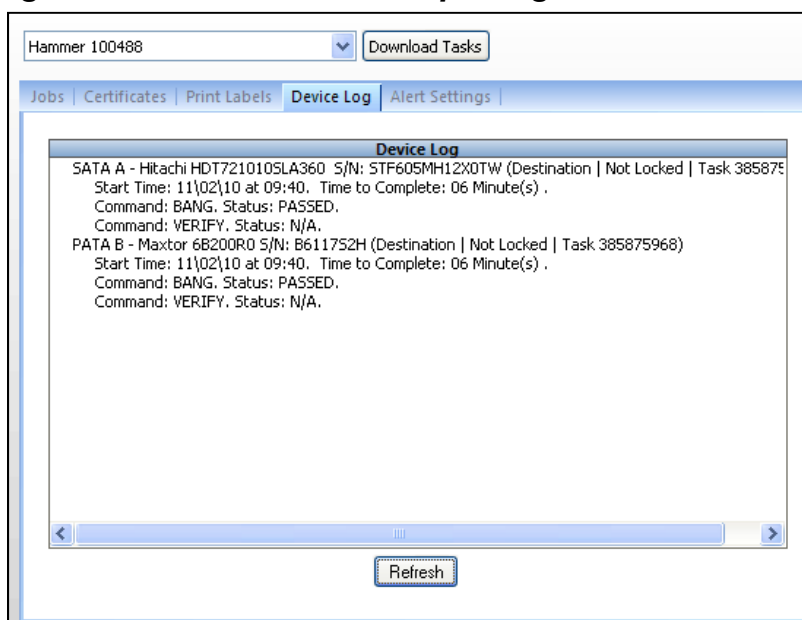 Hammer 100488 Download Tasks
Jobs | Certificates | Print Labels Device Log Alert Settings |
Device Log
SATA A - Hitachi HDT721010SLA360 S/N: STF605MH12X0TW (Destination | Not Locked | Task 385875
Start Time: 11\02\10 at 09:40. Time to Complete: 06 Minute(s) .
Command: BANG. Status: PASSED.
Command: VERIFY. Status: N/A.
PATA B - Maxtor 6B200R0 S/N: B6117S2H (Destination | Not Locked | Task 385875968)
Start Time: 11\02\10 at 09:40. Time to Complete: 06 Minute(s) .
Command: BANG. Status: PASSED.
Command: VERIFY. Status: N/A.
Refresh